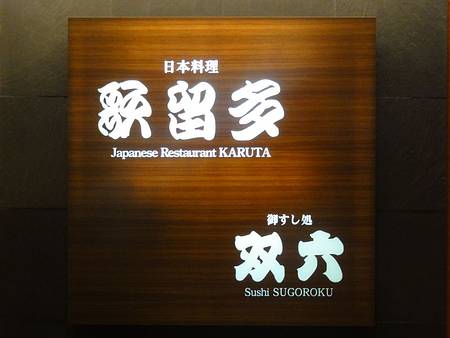 日本料理
歌留多
Japanese Restaurant KARUTA
御すし処
双六
Sushi SUGOROKU